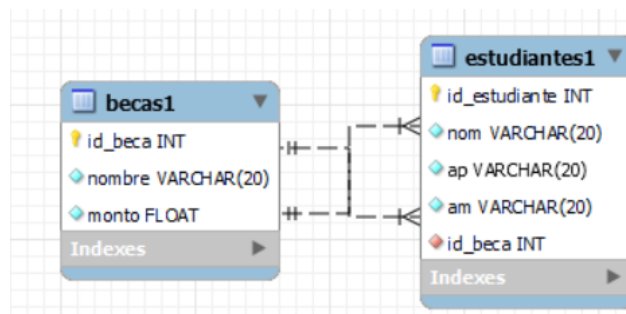 becas1
id_beca INT
nombre VARCHAR(20)
monto FLOAT
Indexes
estudiantes1
id_estudiante INT
nom VARCHAR(20)
ap VARCHAR(20)
am VARCHAR(20)
id_beca INT
Indexes